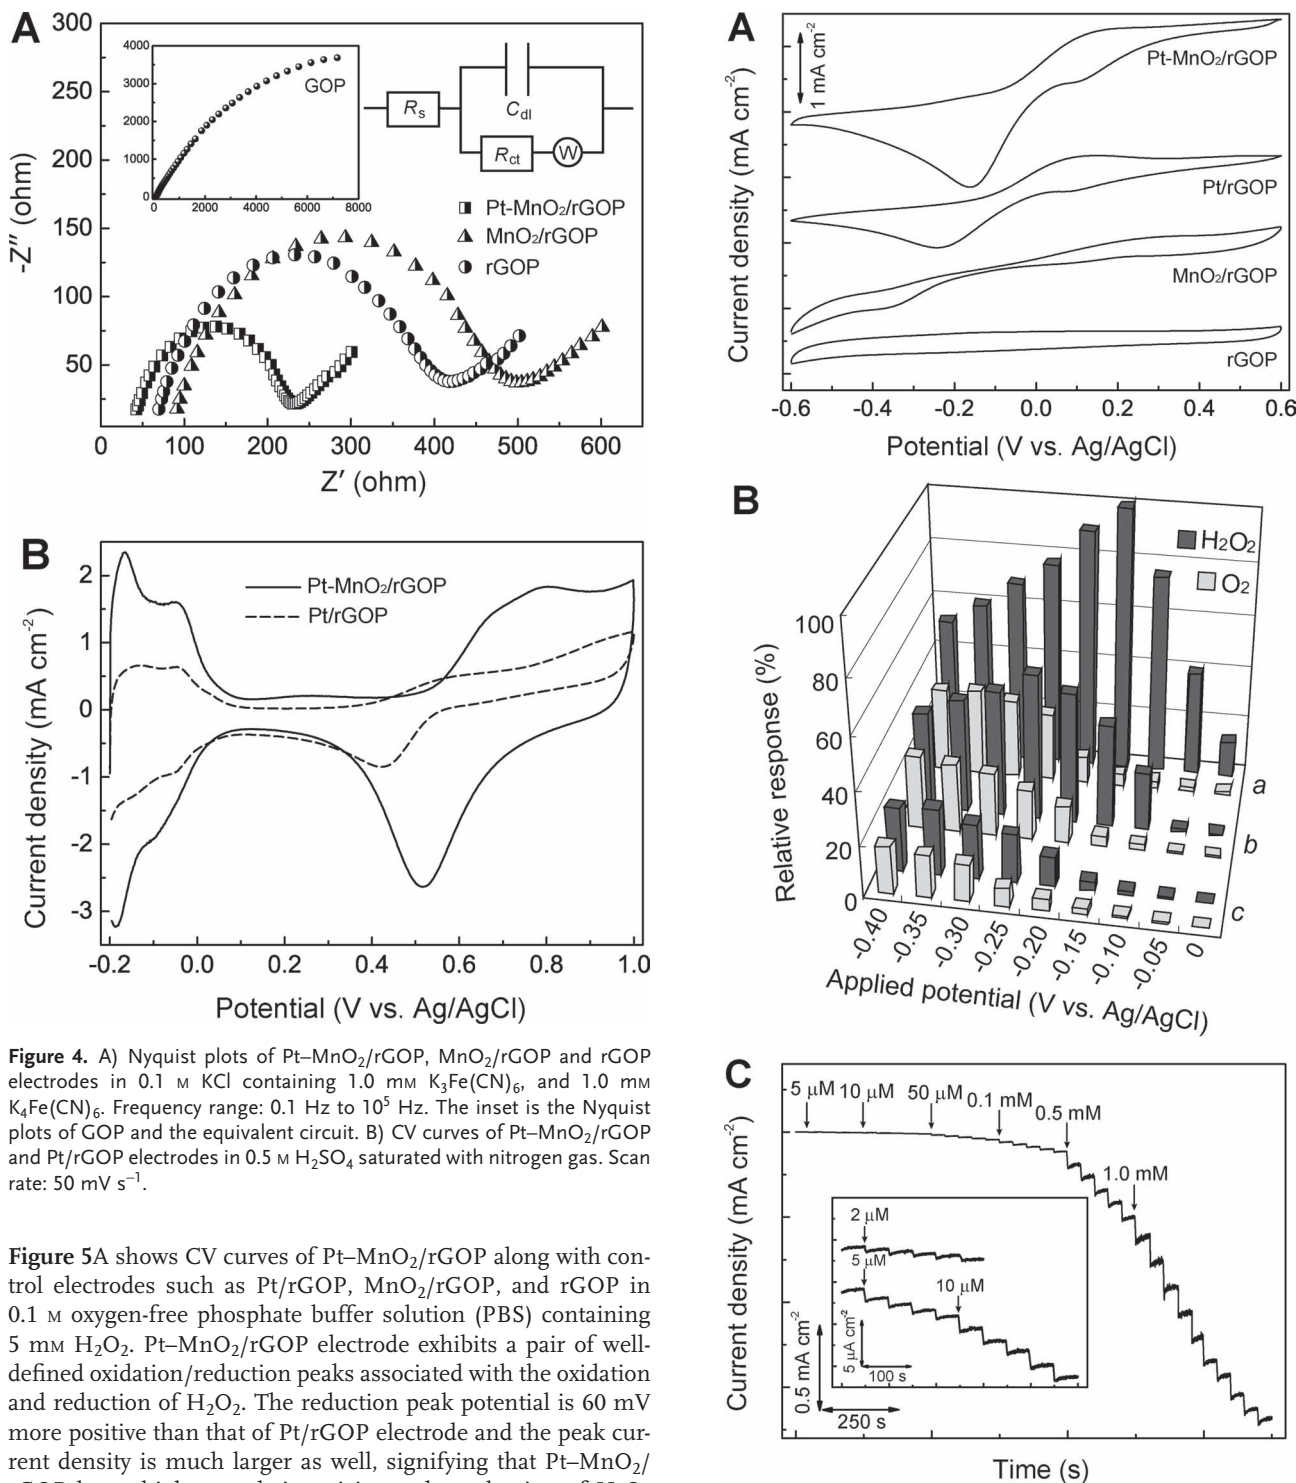 A
300
250
200
150
100
50
-Z″ (ohm)
4000
3000
2000
1000
0
0 2000 4000 6000 8000
GOP
Rs
Cdl
Rct
W
Pt-MnO₂/rGOP
MnO₂/rGOP
rGOP
0 100 200 300 400 500 600
Z′ (ohm)
B
2
1
0
-1
-2
-3
Current density (mA cm⁻²)
Pt-MnO₂/rGOP
Pt/rGOP
-0.2 0.0 0.2 0.4 0.6 0.8 1.0
Potential (V vs. Ag/AgCl)
Figure 4. A) Nyquist plots of Pt–MnO₂/rGOP, MnO₂/rGOP and rGOP
electrodes in 0.1 M KCl containing 1.0 mM K₃Fe(CN)₆, and 1.0 mM
K₄Fe(CN)₆. Frequency range: 0.1 Hz to 10⁵ Hz. The inset is the Nyquist
plots of GOP and the equivalent circuit. B) CV curves of Pt–MnO₂/rGOP
and Pt/rGOP electrodes in 0.5 M H₂SO₄ saturated with nitrogen gas. Scan
rate: 50 mV s⁻¹.
Figure 5A shows CV curves of Pt–MnO₂/rGOP along with con-
trol electrodes such as Pt/rGOP, MnO₂/rGOP, and rGOP in
0.1 M oxygen-free phosphate buffer solution (PBS) containing
5 mM H₂O₂. Pt–MnO₂/rGOP electrode exhibits a pair of well-
defined oxidation/reduction peaks associated with the oxidation
and reduction of H₂O₂. The reduction peak potential is 60 mV
more positive than that of Pt/rGOP electrode and the peak cur-
rent density is much larger as well, signifying that Pt–MnO₂/
A
1 mA cm⁻²
Current density (mA cm⁻²)
Pt-MnO₂/rGOP
Pt/rGOP
MnO₂/rGOP
rGOP
-0.6 -0.4 -0.2 0.0 0.2 0.4 0.6
Potential (V vs. Ag/AgCl)
B
H₂O₂
O₂
100
80
60
40
20
0
Relative response (%)
a
b
c
-0.40 -0.35 -0.30 -0.25 -0.20 -0.15 -0.10 -0.05 0
Applied potential (V vs. Ag/AgCl)
C
5 μM 10 μM 50 μM 0.1 mM 0.5 mM
1.0 mM
Current density (mA cm⁻²)
2 μM
5 μM
10 μM
5 μA cm⁻²
100 s
0.5 mA cm⁻²
250 s
Time (s)